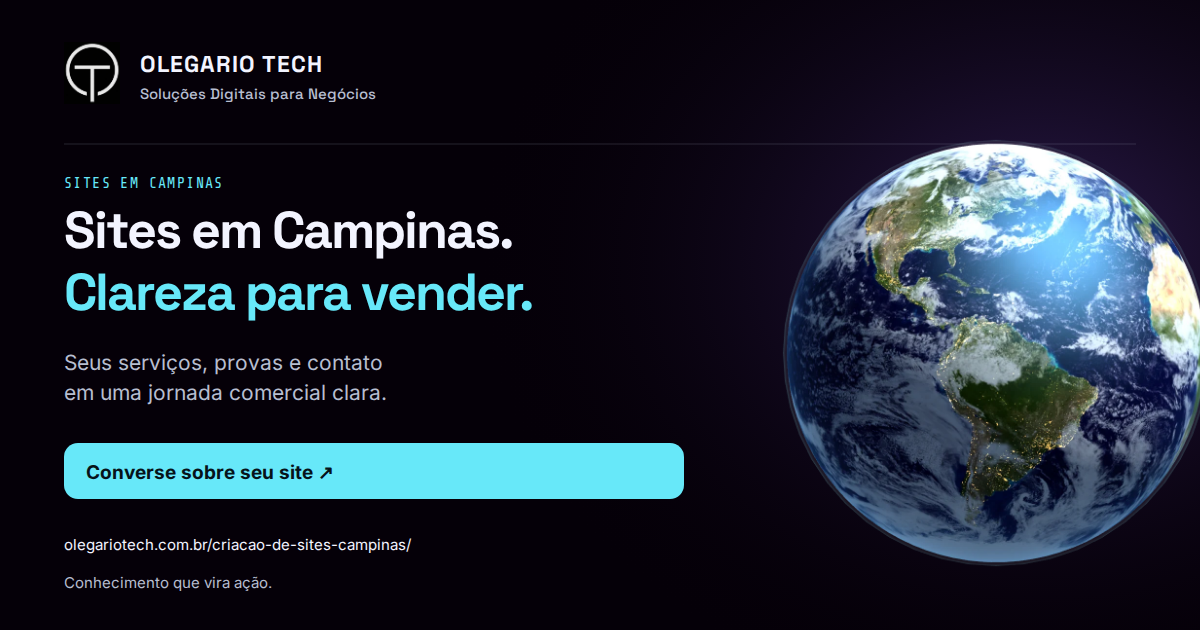 OLEGARIO TECH
Soluções Digitais para Negócios
SITES EM CAMPINAS
Sites em Campinas.
Clareza para vender.
Seus serviços, provas e contato
em uma jornada comercial clara.
Converse sobre seu site ↗
olegariotech.com.br/criacao-de-sites-campinas/
Conhecimento que vira ação.